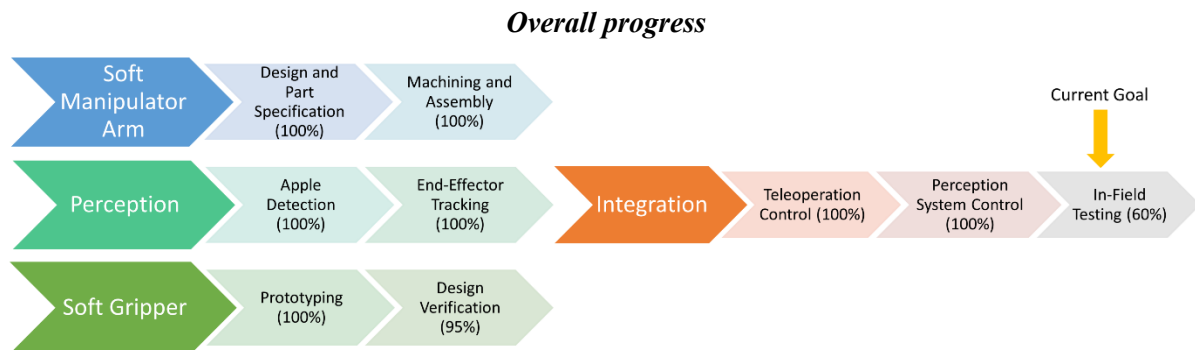 Overall progress
Soft
Manipulator
Arm
Design and
Part
Specification
(100%)
Machining and
Assembly
(100%)
Current Goal
Perception
Apple
Detection
(100%)
End-Effector
Tracking
(100%)
Integration
Teleoperation
Control (100%)
Perception
System Control
(100%)
In-Field
Testing (60%)
Soft Gripper
Prototyping
(100%)
Design
Verification
(95%)